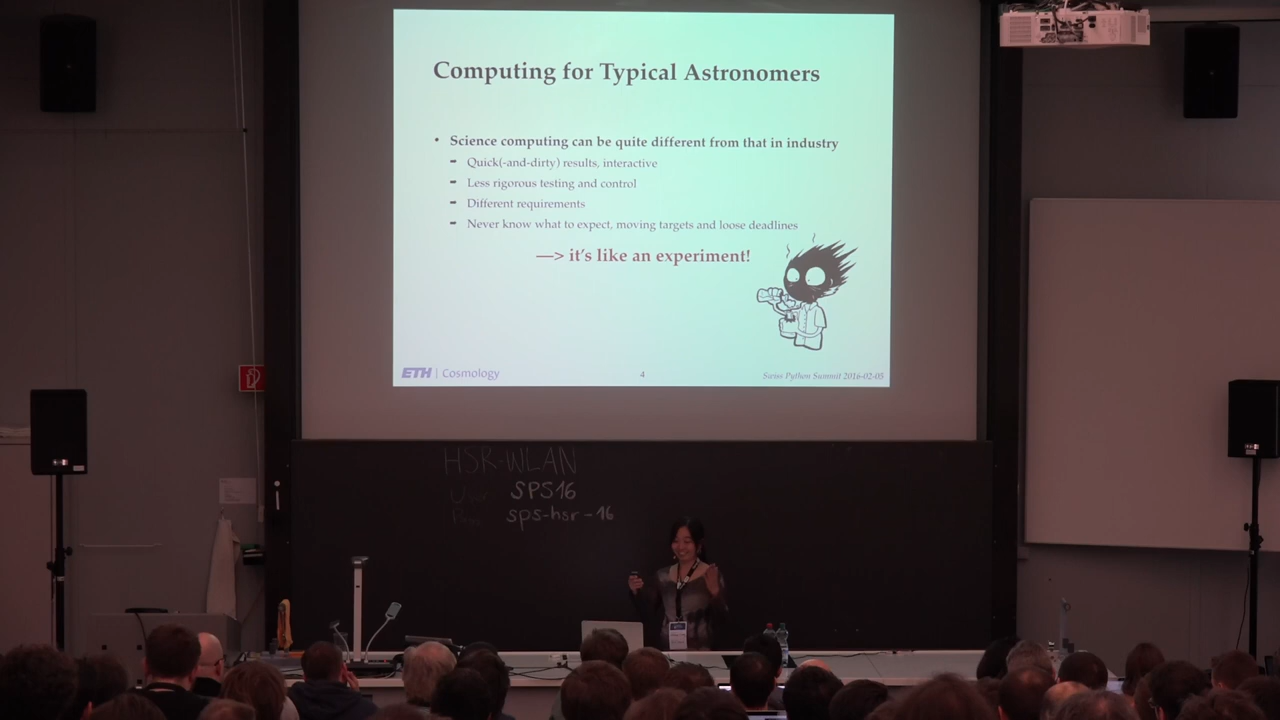 Computing for Typical Astronomers
• Science computing can be quite different from that in industry
Quick(-and-dirty) results, interactive
Less rigorous testing and control
Different requirements
Never know what to expect, moving targets and loose deadlines
—> it's like an experiment!
ETH | Cosmology
4
Swiss Python Summit 2016-02-05
HSR-WLAN
User SPS16
sps-hsr-16